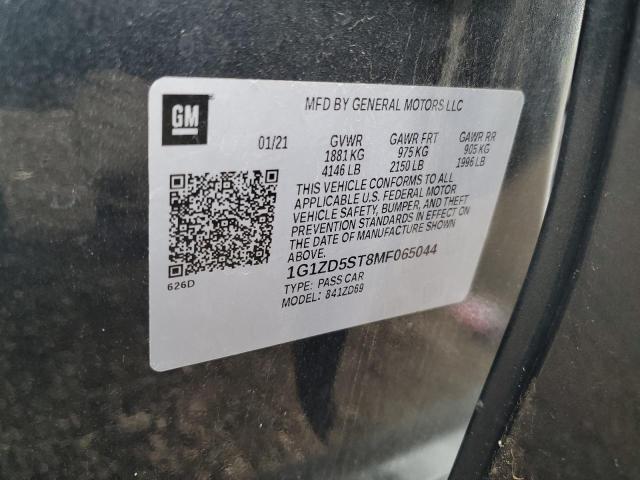 GM
MFD BY GENERAL MOTORS LLC
01/21
GVWR GAWR FRT GAWR RR
1881 KG 975 KG 905 KG
4146 LB 2150 LB 1996 LB
THIS VEHICLE CONFORMS TO ALL
APPLICABLE U.S. FEDERAL MOTOR
VEHICLE SAFETY, BUMPER, AND THEFT
PREVENTION STANDARDS IN EFFECT ON
THE DATE OF MANUFACTURE SHOWN
ABOVE.
1G1ZD5ST8MF065044
TYPE: PASS CAR
MODEL: 841ZD69
626D